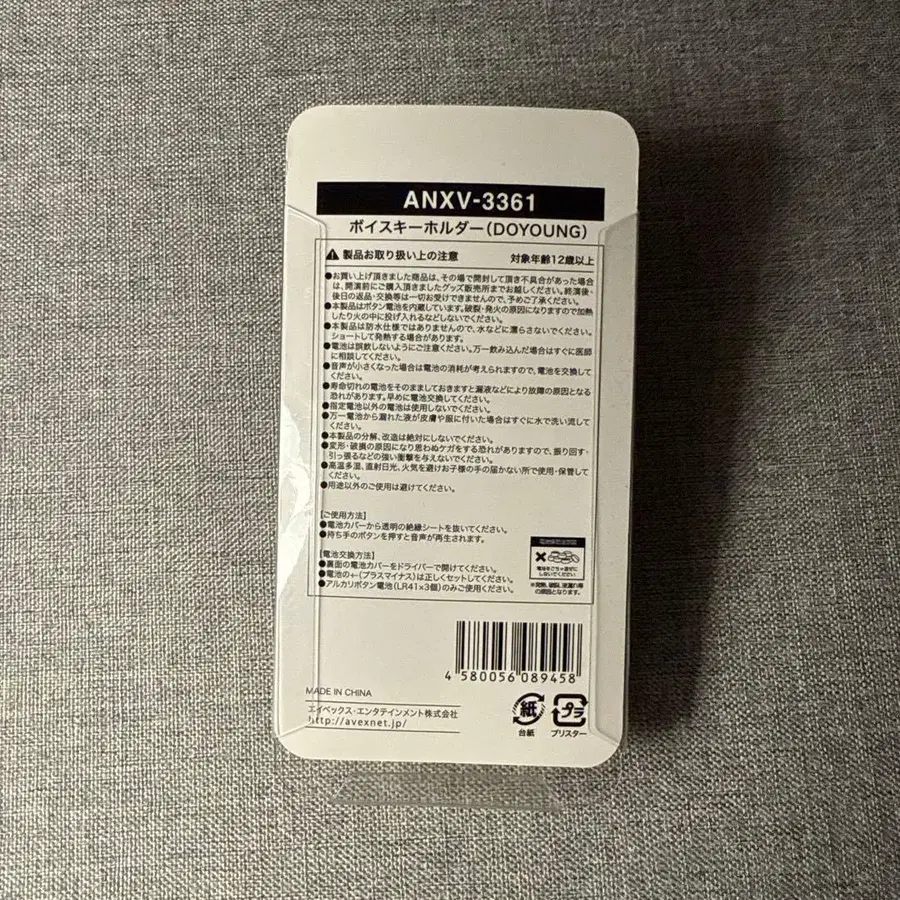 ANXV-3361
ボイスキーホルダー(DOYOUNG)
製品お取り扱い上の注意 対象年齢12歳以上
●お買い上げ頂きました商品は、その場で開封して頂き不具合があった場合
は、開演前にご購入頂きましたグッズ販売所までお越しください。終演後・
後日の返品・交換等は一切お受けできませんので、予めご了承ください。
●本製品はボタン電池を内蔵しています。破裂・発火の原因になりますので加熱
したり火の中に投げ入れるなどしないでください。
●本製品は防水仕様ではありませんので、水などに濡らさないでください。
ショートして発熱する場合があります。
●電池は誤飲しないようにご注意ください。万一飲み込んだ場合はすぐに医師
に相談してください。
●音声が小さくなった場合は電池の消耗が考えられますので、電池を交換して
ください。
●寿命切れの電池をそのままにしておきますと漏液などにより故障の原因となる
恐れがあります。早めに電池交換してください。
●指定電池以外の電池は使用しないでください。
●万一電池から漏れた液が皮膚や服に付いた場合はすぐに水で洗い流して
ください。
●本製品の分解、改造は絶対にしないでください。
●変形・破損の原因になり思わぬケガをする恐れがありますので、振り回す・
引っ張るなどの強い衝撃を与えないでください。
●高温多湿、直射日光、火気を避けお子様の手の届かない所で使用・保管して
ください。
●用途以外のご使用は避けてください。
【ご使用方法】
●電池カバーから透明の絶縁シートを抜いてください。
●持ち手のボタンを押すと音声が再生されます。
【電池交換方法】
●裏面の電池カバーをドライバーで開けてください。
●電池の+-(プラスマイナス)は正しくセットしてください。
●アルカリボタン電池(LR41×3個)のみご使用ください。
電池をごちゃ混ぜに
しないでください
※発熱、破裂、液漏れ等
の原因となります。
4 580056 089458
MADE IN CHINA
エイベックス・エンタテインメント株式会社
http://avexnet.jp/
紙
台紙
プラ
ブリスター